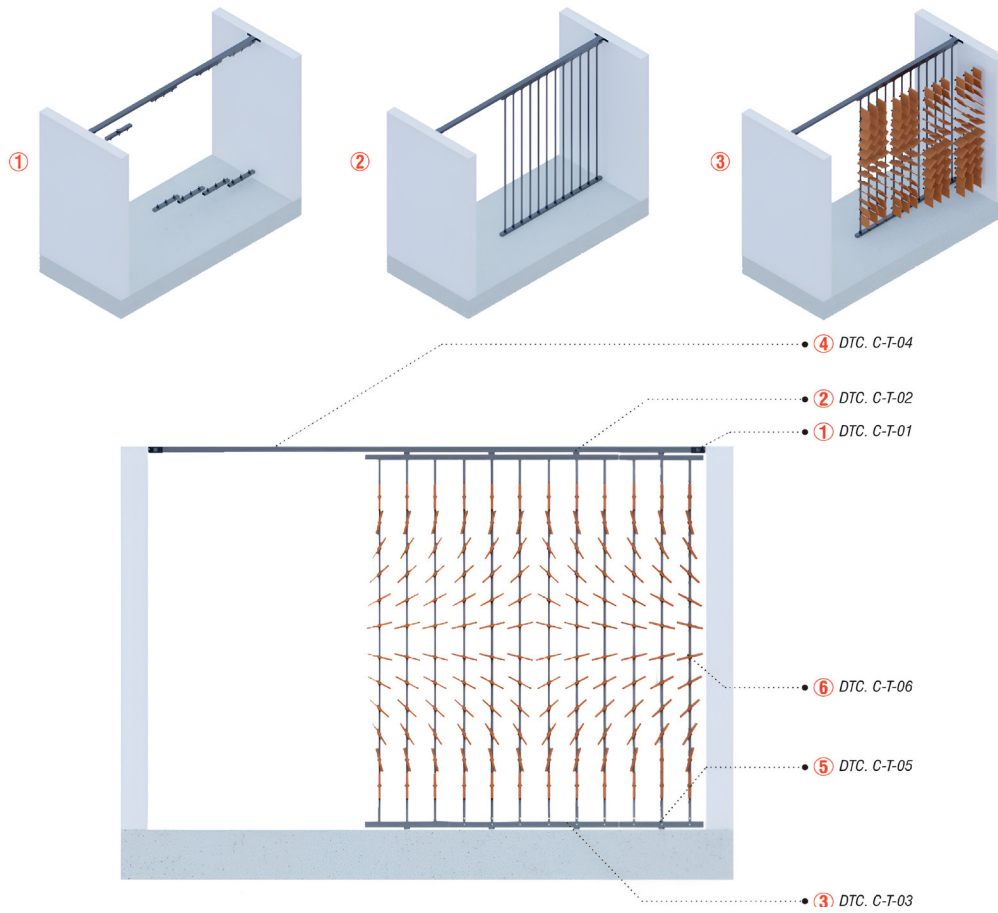 ①
②
③
④ DTC. C-T-04
② DTC. C-T-02
① DTC. C-T-01
⑥ DTC. C-T-06
⑤ DTC. C-T-05
③ DTC. C-T-03